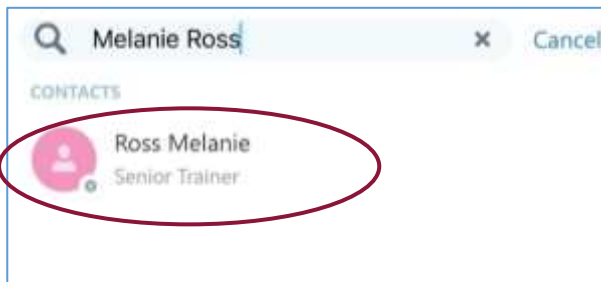 Melanie Ross
Cancel
CONTACTS
Ross Melanie
Senior Trainer